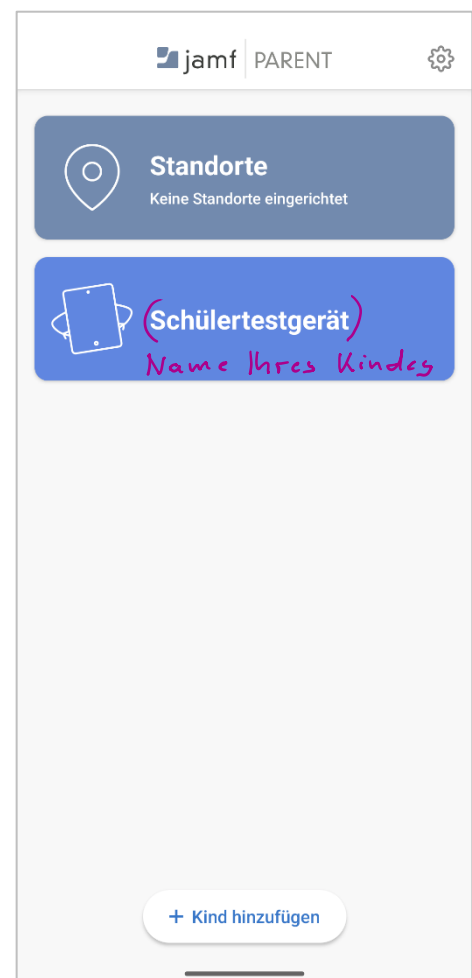 jamf PARENT
Standorte
Keine Standorte eingerichtet
(Schülertestgerät)
Name Ihres Kindes
+ Kind hinzufügen